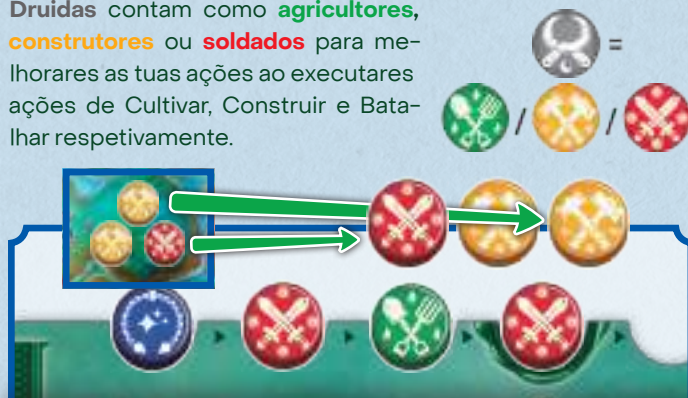 Druidas contam como agricultores,
construtores ou soldados para me-
lhorares as tuas ações ao executares
ações de Cultivar, Construir e Bata-
lhar respetivamente.
=
/ /